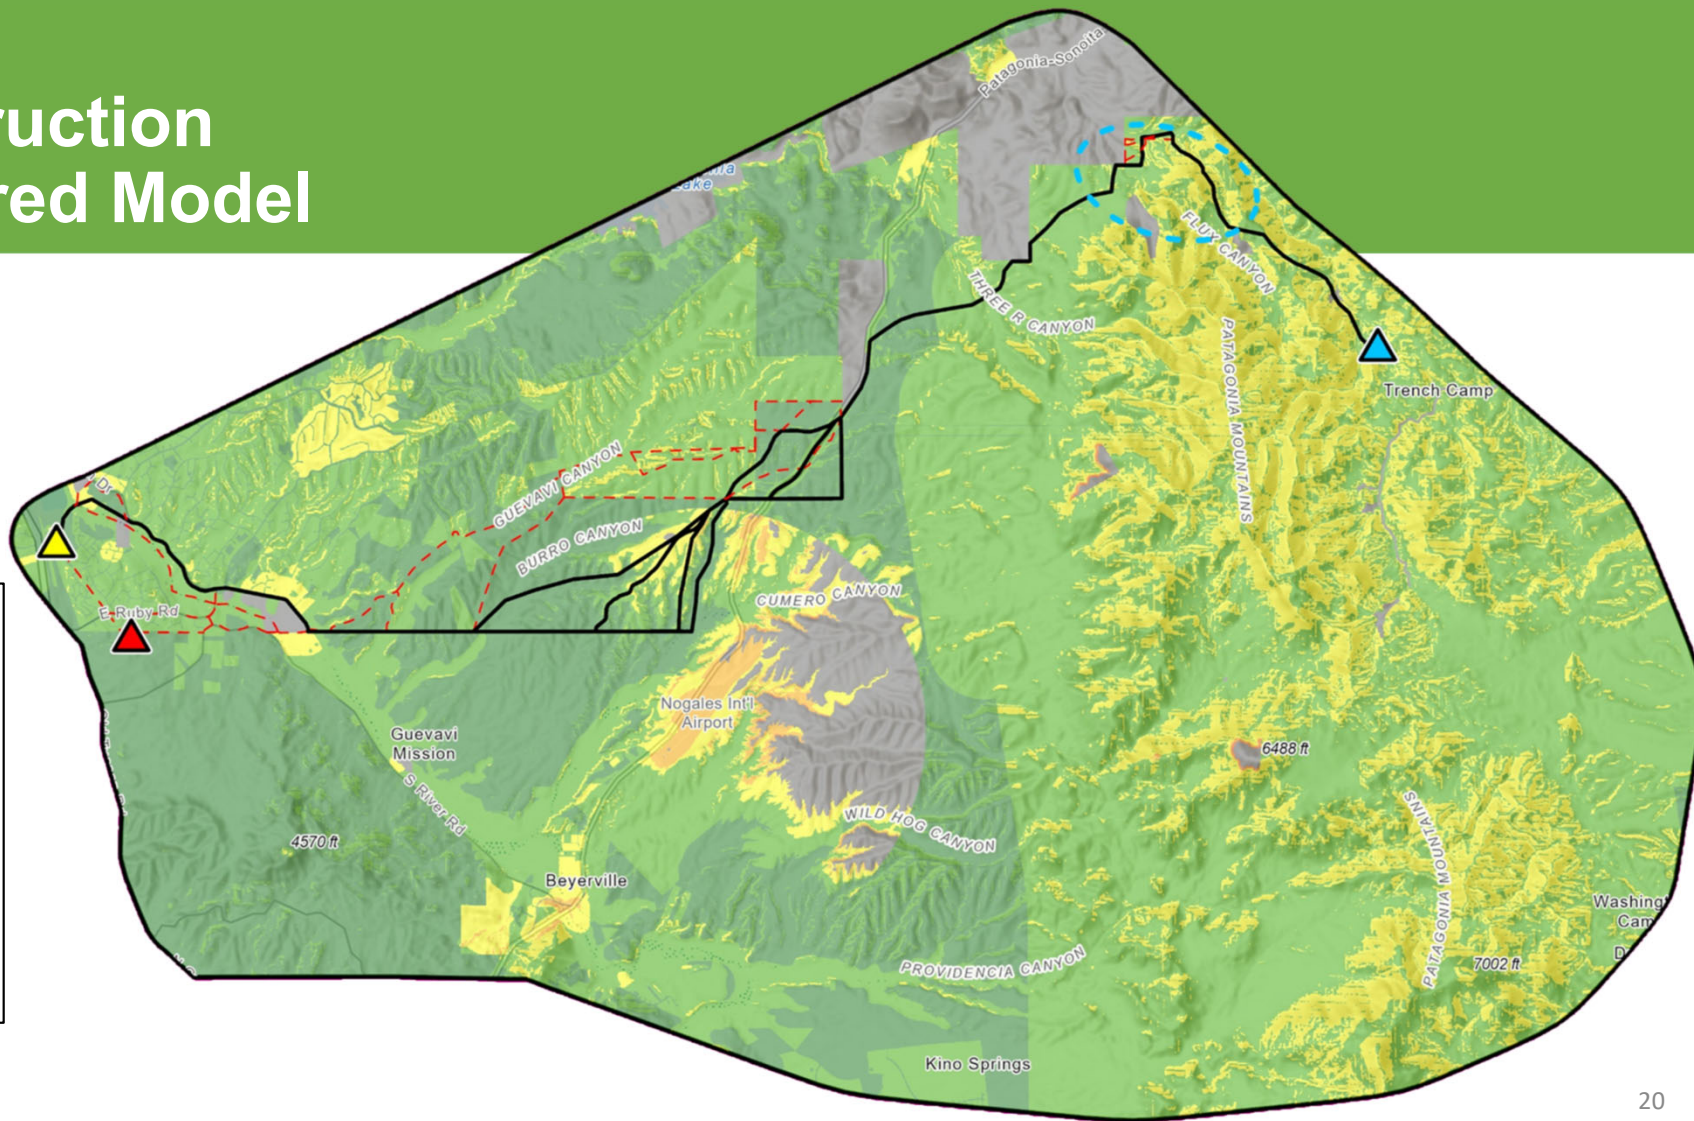 ruction
red Model
Patagonia-Sonoita
Lake
FLUX CANYON
THREE R CANYON
PATAGONIA MOUNTAINS
Trench Camp
GUEVAVI CANYON
BURRO CANYON
Dr
E Ruby Rd
CUMERO CANYON
Nogales Int'l
Airport
Guevavi
Mission
S River Rd
6488 ft
4570 ft
WILD HOG CANYON
PATAGONIA MOUNTAINS
Beyerville
Washing
Cam
D
7002 ft
PROVIDENCIA CANYON
Kino Springs
20